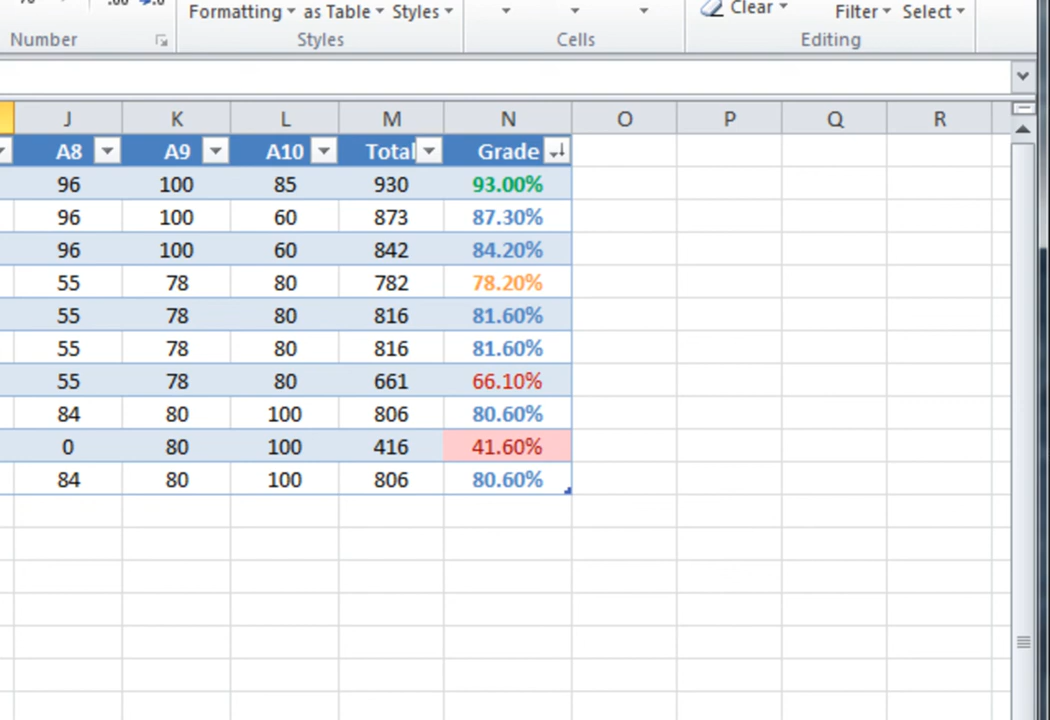 Formatting as Table Styles Clear Filter Select
Number Styles Cells Editing
J K L M N O P Q R
A8 A9 A10 Total Grade
96 100 85 930 93.00%
96 100 60 873 87.30%
96 100 60 842 84.20%
55 78 80 782 78.20%
55 78 80 816 81.60%
55 78 80 816 81.60%
55 78 80 661 66.10%
84 80 100 806 80.60%
0 80 100 416 41.60%
84 80 100 806 80.60%